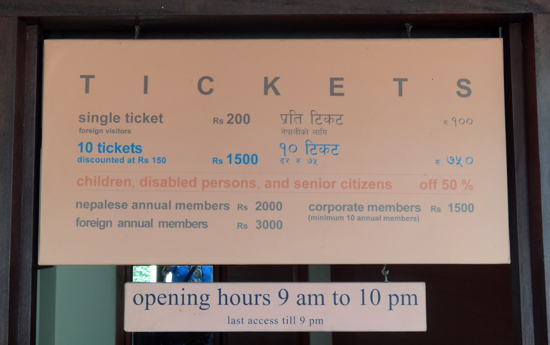 TICKETS
single ticket Rs 200 प्रति टिकट रु १००
foreign visitors नेपालीको लागि
10 tickets १० टिकट
discounted at Rs 150 Rs 1500 दर रु ७५ रु ७५०
children, disabled persons, and senior citizens off 50 %
nepalese annual members Rs 2000 corporate members Rs 1500
(minimum 10 annual members)
foreign annual members Rs 3000
opening hours 9 am to 10 pm
last access till 9 pm